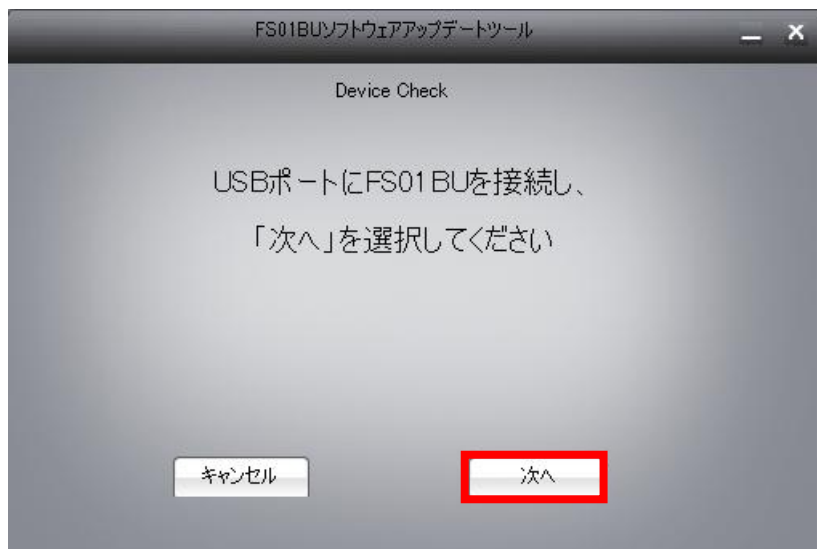 FS01BUソフトウェアアップデートツール
Device Check
USBポートにFS01BUを接続し、
「次へ」を選択してください
キャンセル
次へ